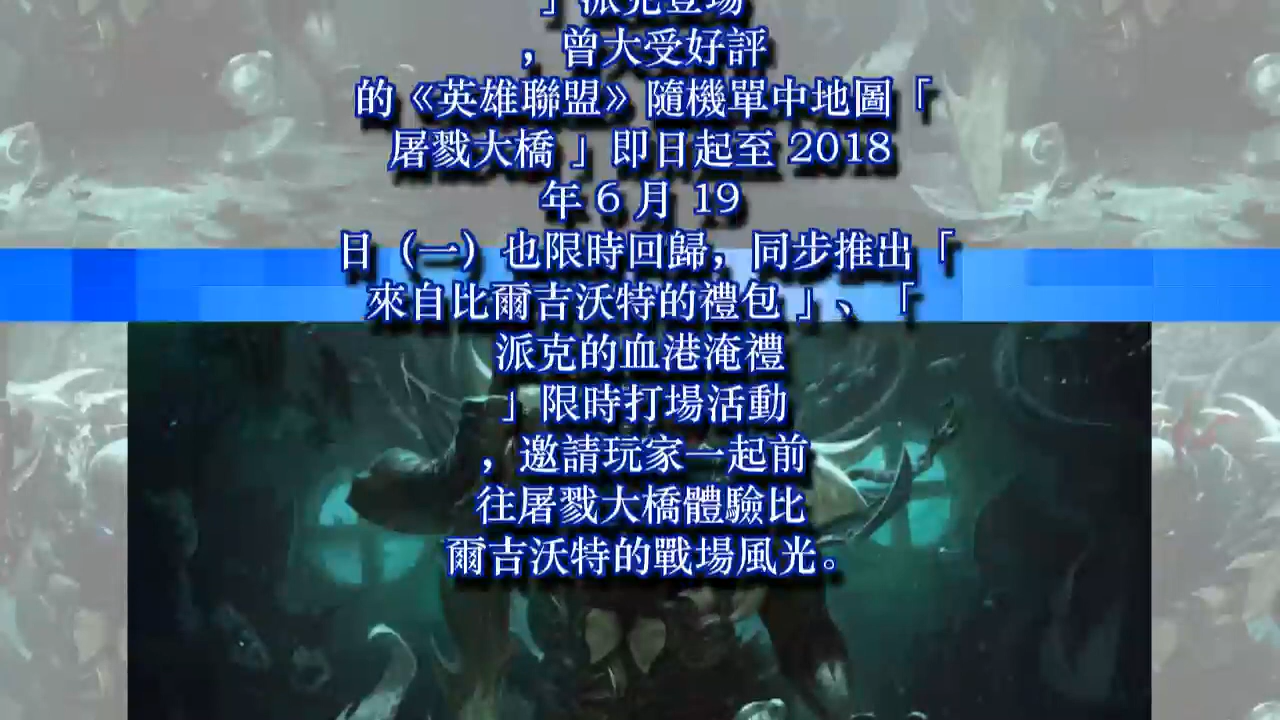 」派克登場
，曾大受好評
的《英雄聯盟》隨機單中地圖「
屠戮大橋 」即日起至 2018
年 6 月 19
日（一）也限時回歸，同步推出「
來自比爾吉沃特的禮包 」、「
派克的血港淹禮
」限時打場活動
，邀請玩家一起前
往屠戮大橋體驗比
爾吉沃特的戰場風光。